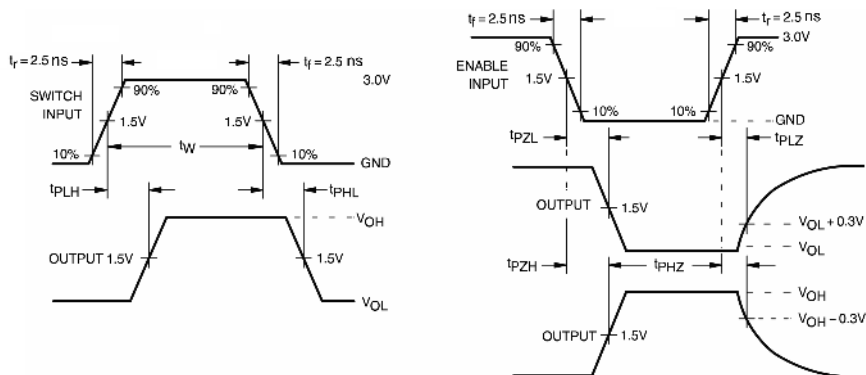 tr = 2.5 ns
tf = 2.5 ns
SWITCH INPUT
90%
90%
3.0V
1.5V
1.5V
10%
10%
GND
tW
tPLH
tPHL
VOH
OUTPUT 1.5V
1.5V
VOL
tf = 2.5 ns
tr = 2.5 ns
90%
90%
3.0V
ENABLE INPUT
1.5V
1.5V
10%
10%
GND
tPZL
tPLZ
OUTPUT
1.5V
VOL + 0.3V
VOL
tPZH
tPHZ
VOH
VOH – 0.3V
OUTPUT
1.5V